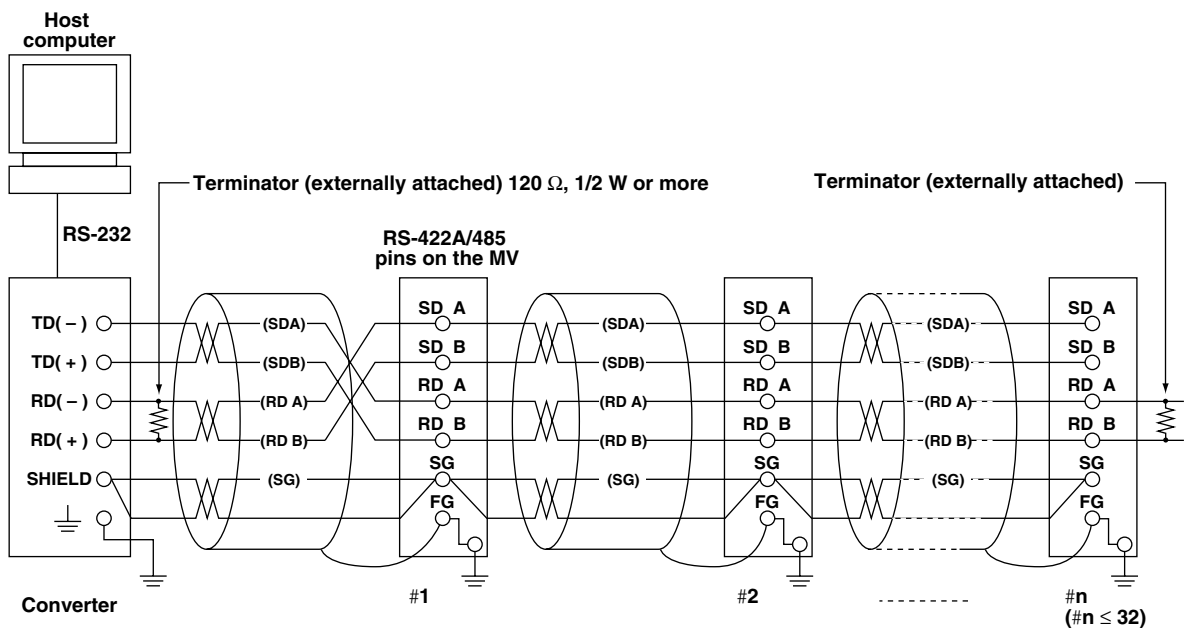 Host
computer
Terminator (externally attached) 120 Ω, 1/2 W or more
Terminator (externally attached)
RS-232
RS-422A/485
pins on the MV
TD( − )
TD( + )
RD( − )
RD( + )
SHIELD
(SDA)
(SDB)
(RD A)
(RD B)
(SG)
SD A
SD B
RD A
RD B
SG
FG
(SDA)
(SDB)
(RD A)
(RD B)
(SG)
SD A
SD B
RD A
RD B
SG
FG
(SDA)
(SDB)
(RD A)
(RD B)
(SG)
SD A
SD B
RD A
RD B
SG
FG
Converter
#1
#2
#n
(#n ≤ 32)